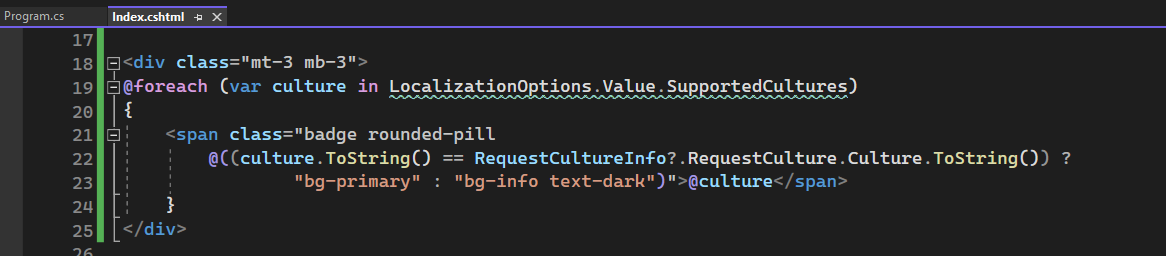 Program.cs
Index.cshtml
17
18 <div class="mt-3 mb-3">
19 @foreach (var culture in LocalizationOptions.Value.SupportedCultures)
20 {
21     <span class="badge rounded-pill
22         @((culture.ToString() == RequestCultureInfo?.RequestCulture.Culture.ToString()) ?
23                 "bg-primary" : "bg-info text-dark")">@culture</span>
24     }
25 </div>
26